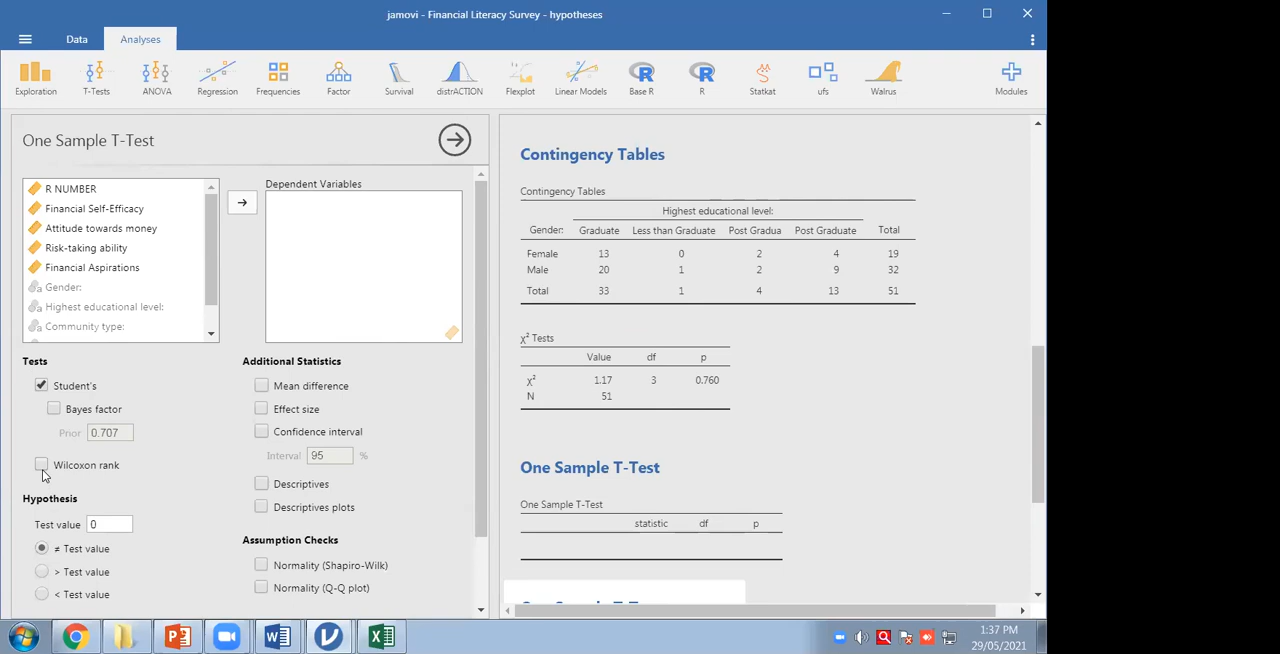 jamovi - Financial Literacy Survey - hypotheses
Data
Analyses
Exploration
T-Tests
ANOVA
Regression
Frequencies
Factor
Survival
distrACTION
Flexplot
Linear Models
Base R
R
Statkat
ufs
Walrus
Modules
One Sample T-Test
R NUMBER
Financial Self-Efficacy
Attitude towards money
Risk-taking ability
Financial Aspirations
Gender:
Highest educational level:
Community type:
Dependent Variables
Tests
Student's
Bayes factor
Prior 0.707
Wilcoxon rank
Hypothesis
Test value 0
≠ Test value
> Test value
< Test value
Additional Statistics
Mean difference
Effect size
Confidence interval
Interval 95 %
Descriptives
Descriptives plots
Assumption Checks
Normality (Shapiro-Wilk)
Normality (Q-Q plot)
Contingency Tables
Contingency Tables
Highest educational level:
Gender: Graduate Less than Graduate Post Gradua Post Graduate Total
Female 13 0 2 4 19
Male 20 1 2 9 32
Total 33 1 4 13 51
χ² Tests
Value df p
χ² 1.17 3 0.760
N 51
One Sample T-Test
One Sample T-Test
statistic df p
1:37 PM
29/05/2021